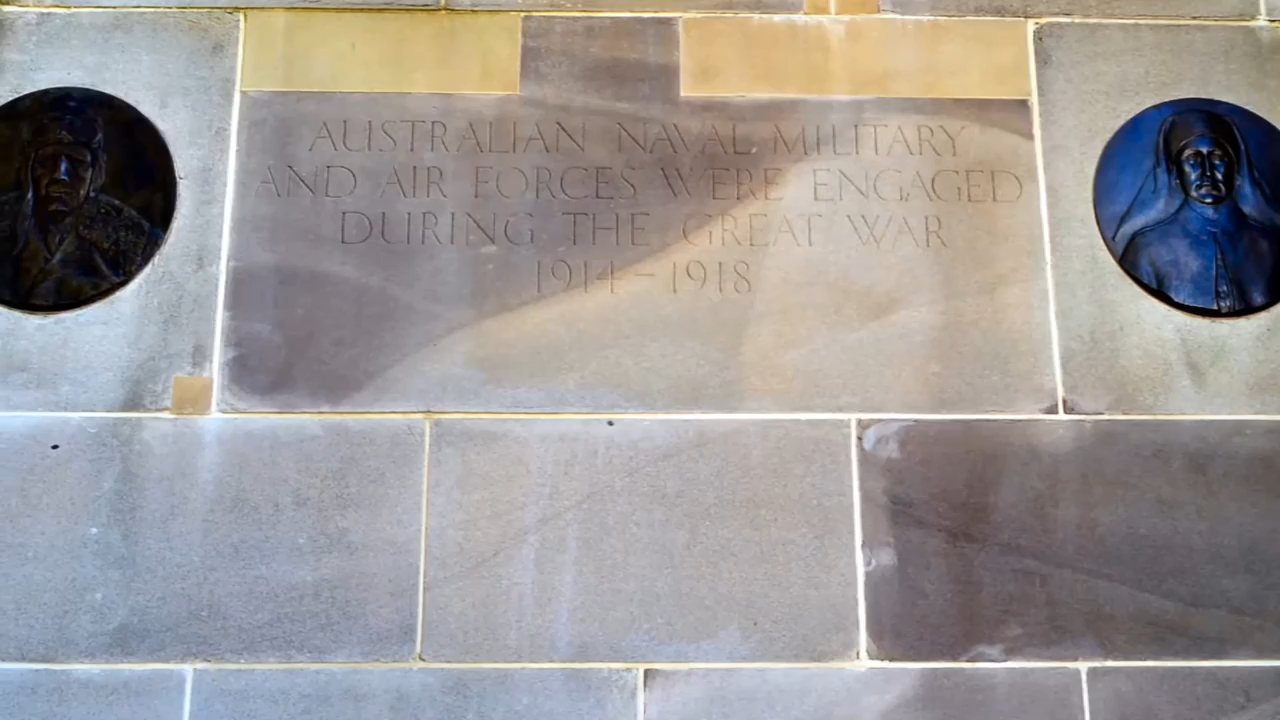 AUSTRALIAN NAVAL MILITARY
AND AIR FORCES WERE ENGAGED
DURING THE GREAT WAR
1914-1918